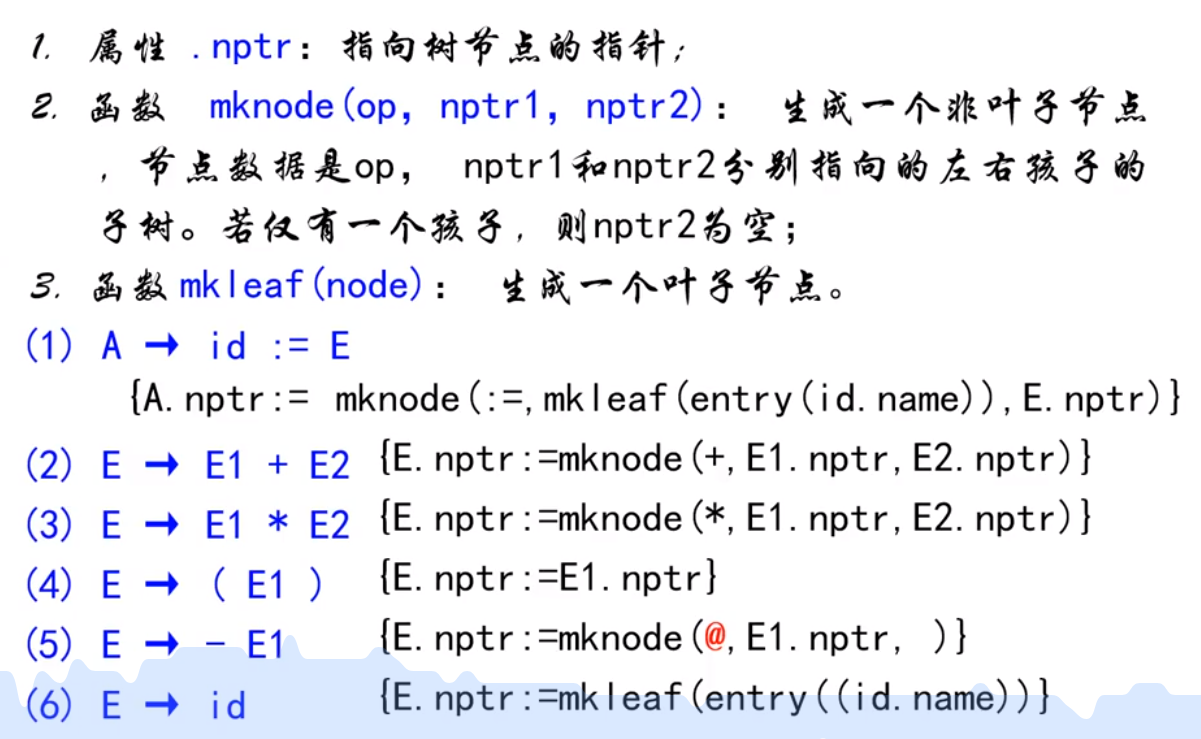 1. 属性 .nptr: 指向树节点的指针;
2. 函数 mknode(op, nptr1, nptr2): 生成一个非叶子节点
, 节点数据是op, nptr1和nptr2分别指向的左右孩子的
子树。若仅有一个孩子, 则nptr2为空;
3. 函数mkleaf(node): 生成一个叶子节点。
(1) A → id := E
{A.nptr:= mknode(:=,mkleaf(entry(id.name)),E.nptr)}
(2) E → E1 + E2 {E.nptr:=mknode(+,E1.nptr,E2.nptr)}
(3) E → E1 * E2 {E.nptr:=mknode(*,E1.nptr,E2.nptr)}
(4) E → ( E1 ) {E.nptr:=E1.nptr}
(5) E → - E1 {E.nptr:=mknode(@,E1.nptr, )}
(6) E → id {E.nptr:=mkleaf(entry((id.name))}